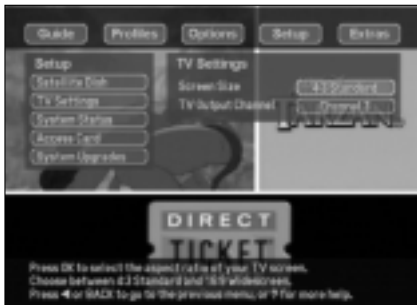 Guide Profiles Options Setup Extras
Setup
Satellite Dish
TV Settings
System Status
Access Card
System Upgrades
TV Settings
Screen Size 4:3 Standard
TV Output Channel Channel 3
TARZAN
DIRECT
TICKET
Press OK to select the aspect ratio of your TV screen.
Choose between 4:3 Standard and 16:9 Widescreen.
Press ◄ or BACK to go to the previous menu, or ? for more help.